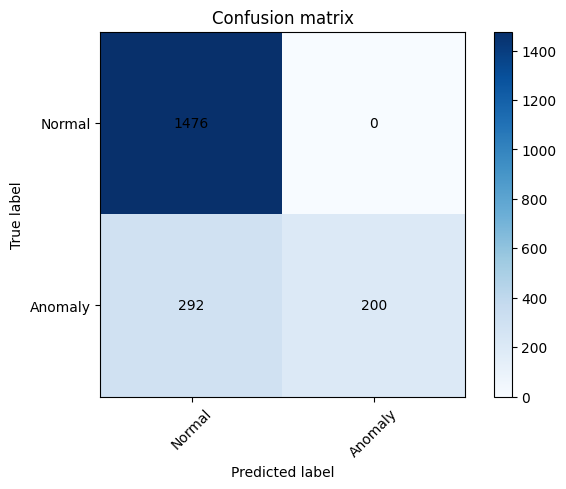 Confusion matrix
True label
Normal
Anomaly
1476
0
292
200
Normal
Anomaly
Predicted label
1400
1200
1000
800
600
400
200
0